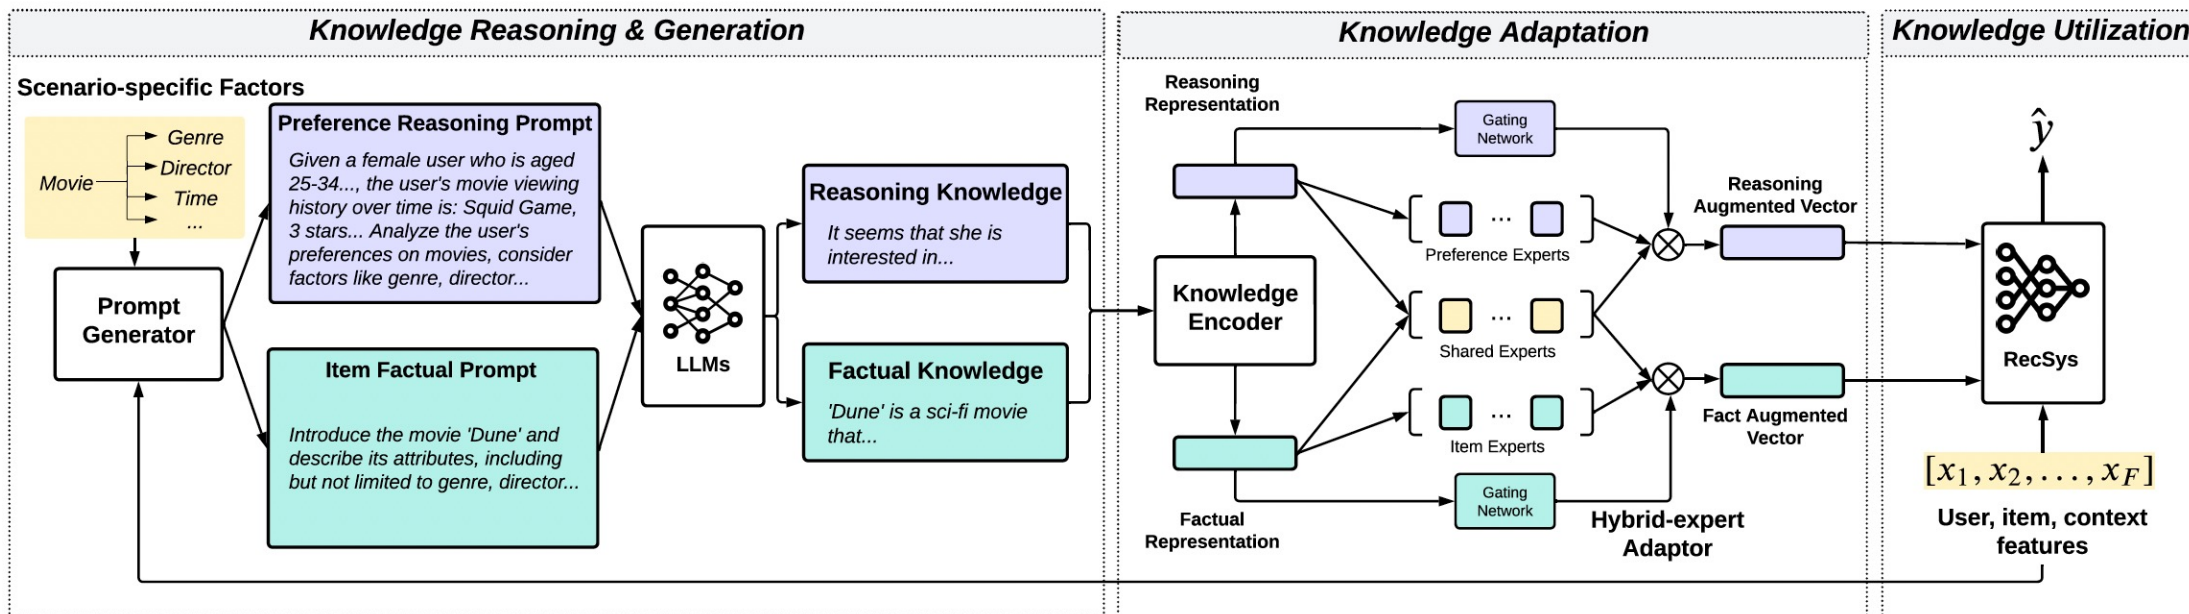 Knowledge Reasoning & Generation
Scenario-specific Factors
Movie
Genre
Director
Time
...
Prompt
Generator
Preference Reasoning Prompt
Given a female user who is aged
25-34..., the user's movie viewing
history over time is: Squid Game,
3 stars... Analyze the user's
preferences on movies, consider
factors like genre, director...
Item Factual Prompt
Introduce the movie 'Dune' and
describe its attributes, including
but not limited to genre, director...
LLMs
Reasoning Knowledge
It seems that she is
interested in...
Factual Knowledge
'Dune' is a sci-fi movie
that...
Knowledge Adaptation
Reasoning
Representation
Knowledge
Encoder
Factual
Representation
Gating
Network
...
Preference Experts
...
Shared Experts
...
Item Experts
Gating
Network
Hybrid-expert
Adaptor
Reasoning
Augmented Vector
Fact Augmented
Vector
Knowledge Utilization
ŷ
RecSys
[x₁, x₂, . . . , x_F]
User, item, context
features